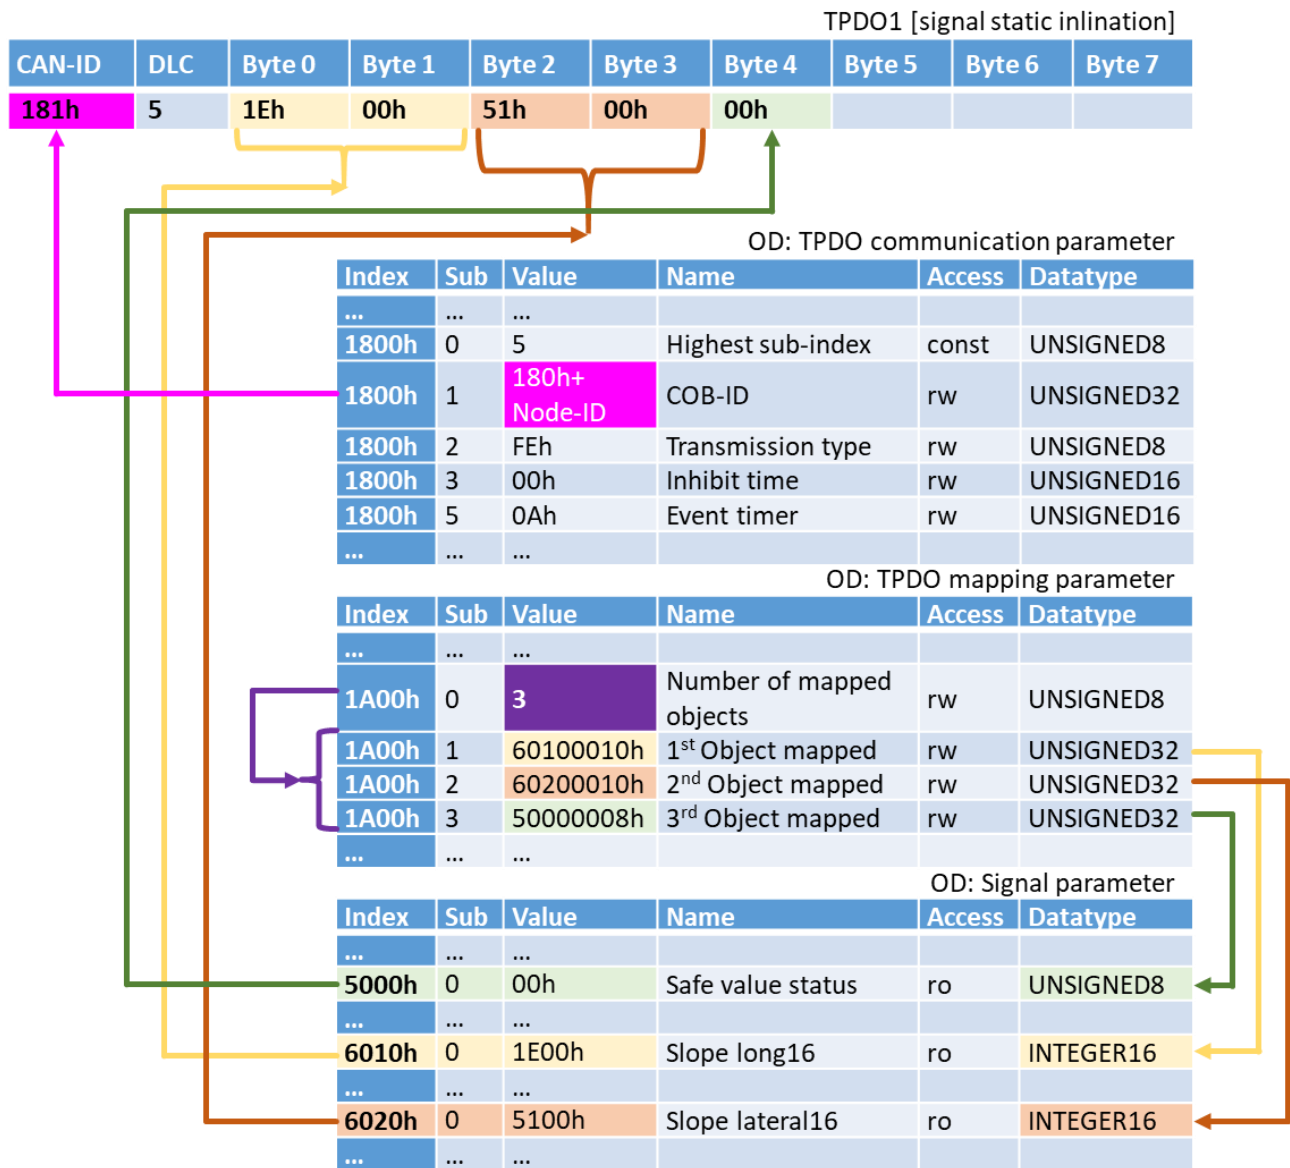 TPDO1 [signal static inlination]
CAN-ID DLC Byte 0 Byte 1 Byte 2 Byte 3 Byte 4 Byte 5 Byte 6 Byte 7
181h 5 1Eh 00h 51h 00h 00h
OD: TPDO communication parameter
Index Sub Value Name Access Datatype
... ... ...
1800h 0 5 Highest sub-index const UNSIGNED8
1800h 1 180h+ Node-ID COB-ID rw UNSIGNED32
1800h 2 FEh Transmission type rw UNSIGNED8
1800h 3 00h Inhibit time rw UNSIGNED16
1800h 5 0Ah Event timer rw UNSIGNED16
... ... ...
OD: TPDO mapping parameter
Index Sub Value Name Access Datatype
... ... ...
1A00h 0 3 Number of mapped objects rw UNSIGNED8
1A00h 1 60100010h 1st Object mapped rw UNSIGNED32
1A00h 2 60200010h 2nd Object mapped rw UNSIGNED32
1A00h 3 50000008h 3rd Object mapped rw UNSIGNED32
... ... ...
OD: Signal parameter
Index Sub Value Name Access Datatype
... ... ...
5000h 0 00h Safe value status ro UNSIGNED8
... ... ...
6010h 0 1E00h Slope long16 ro INTEGER16
... ... ...
6020h 0 5100h Slope lateral16 ro INTEGER16
... ... ...